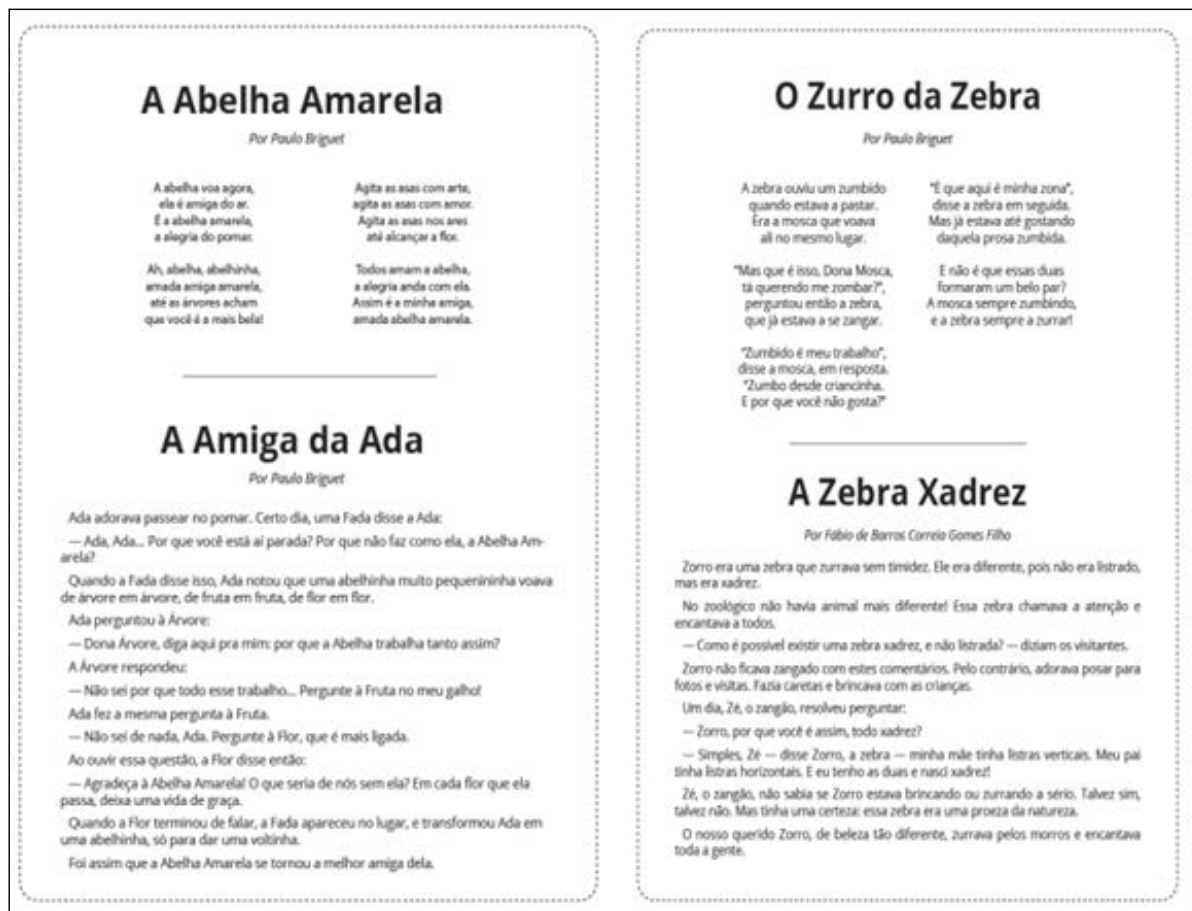 A Abelha Amarela
Por Paulo Briguet
A abelha voa agora,
ela é amiga do ar.
É a abelha amarela,
a alegria do pomar.
Ah, abelha, abelhinha,
amada amiga amarela,
até as árvores acham
que você é a mais bela!
Agita as asas com arte,
agita as asas com amor.
Agita as asas nos ares
até alcançar a flor.
Todos amam a abelha,
a alegria anda com ela.
Assim é a minha amiga,
amada abelha amarela.
A Amiga da Ada
Por Paulo Briguet
Ada adorava passear no pomar. Certo dia, uma Fada disse a Ada:
— Ada, Ada... Por que você está aí parada? Por que não faz como ela, a Abelha Am-
arela?
Quando a Fada disse isso, Ada notou que uma abelhinha muito pequenininha voava
de árvore em árvore, de fruta em fruta, de flor em flor.
Ada perguntou à Árvore:
— Dona Árvore, diga aqui pra mim: por que a Abelha trabalha tanto assim?
A Árvore respondeu:
— Não sei por que todo esse trabalho... Pergunte à Fruta no meu galho!
Ada fez a mesma pergunta à Fruta.
— Não sei de nada, Ada. Pergunte à Flor, que é mais ligada.
Ao ouvir essa questão, a Flor disse então:
— Agradeça à Abelha Amarela! O que seria de nós sem ela? Em cada flor que ela
passa, deixa uma vida de graça.
Quando a Flor terminou de falar, a Fada apareceu no lugar, e transformou Ada em
uma abelhinha, só para dar uma voltinha.
Foi assim que a Abelha Amarela se tornou a melhor amiga dela.
O Zurro da Zebra
Por Paulo Briguet
A zebra ouviu um zumbido
quando estava a pastar.
Era a mosca que voava
ali no mesmo lugar.
"Mas que é isso, Dona Mosca,
tá querendo me zombar?",
perguntou então a zebra,
que já estava a se zangar.
"Zumbido é meu trabalho",
disse a mosca, em resposta.
"Zumbo desde criancinha.
E por que você não gosta?"
"É que aqui é minha zona",
disse a zebra em seguida.
Mas já estava até gostando
daquela prosa zumbida.
E não é que essas duas
formaram um belo par?
A mosca sempre zumbindo,
e a zebra sempre a zurrar!
A Zebra Xadrez
Por Fábio de Barros Correia Gomes Filho
Zorro era uma zebra que zurrava sem timidez. Ele era diferente, pois não era listrado,
mas era xadrez.
No zoológico não havia animal mais diferente! Essa zebra chamava a atenção e
encantava a todos.
— Como é possível existir uma zebra xadrez, e não listrada? — diziam os visitantes.
Zorro não ficava zangado com estes comentários. Pelo contrário, adorava posar para
fotos e visitas. Fazia caretas e brincava com as crianças.
Um dia, Zé, o zangão, resolveu perguntar:
— Zorro, por que você é assim, todo xadrez?
— Simples, Zé — disse Zorro, a zebra — minha mãe tinha listras verticais. Meu pai
tinha listras horizontais. E eu tenho as duas e nasci xadrez!
Zé, o zangão, não sabia se Zorro estava brincando ou zurrando a sério. Talvez sim,
talvez não. Mas tinha uma certeza: essa zebra era uma proeza da natureza.
O nosso querido Zorro, de beleza tão diferente, zurrava pelos morros e encantava
toda a gente.